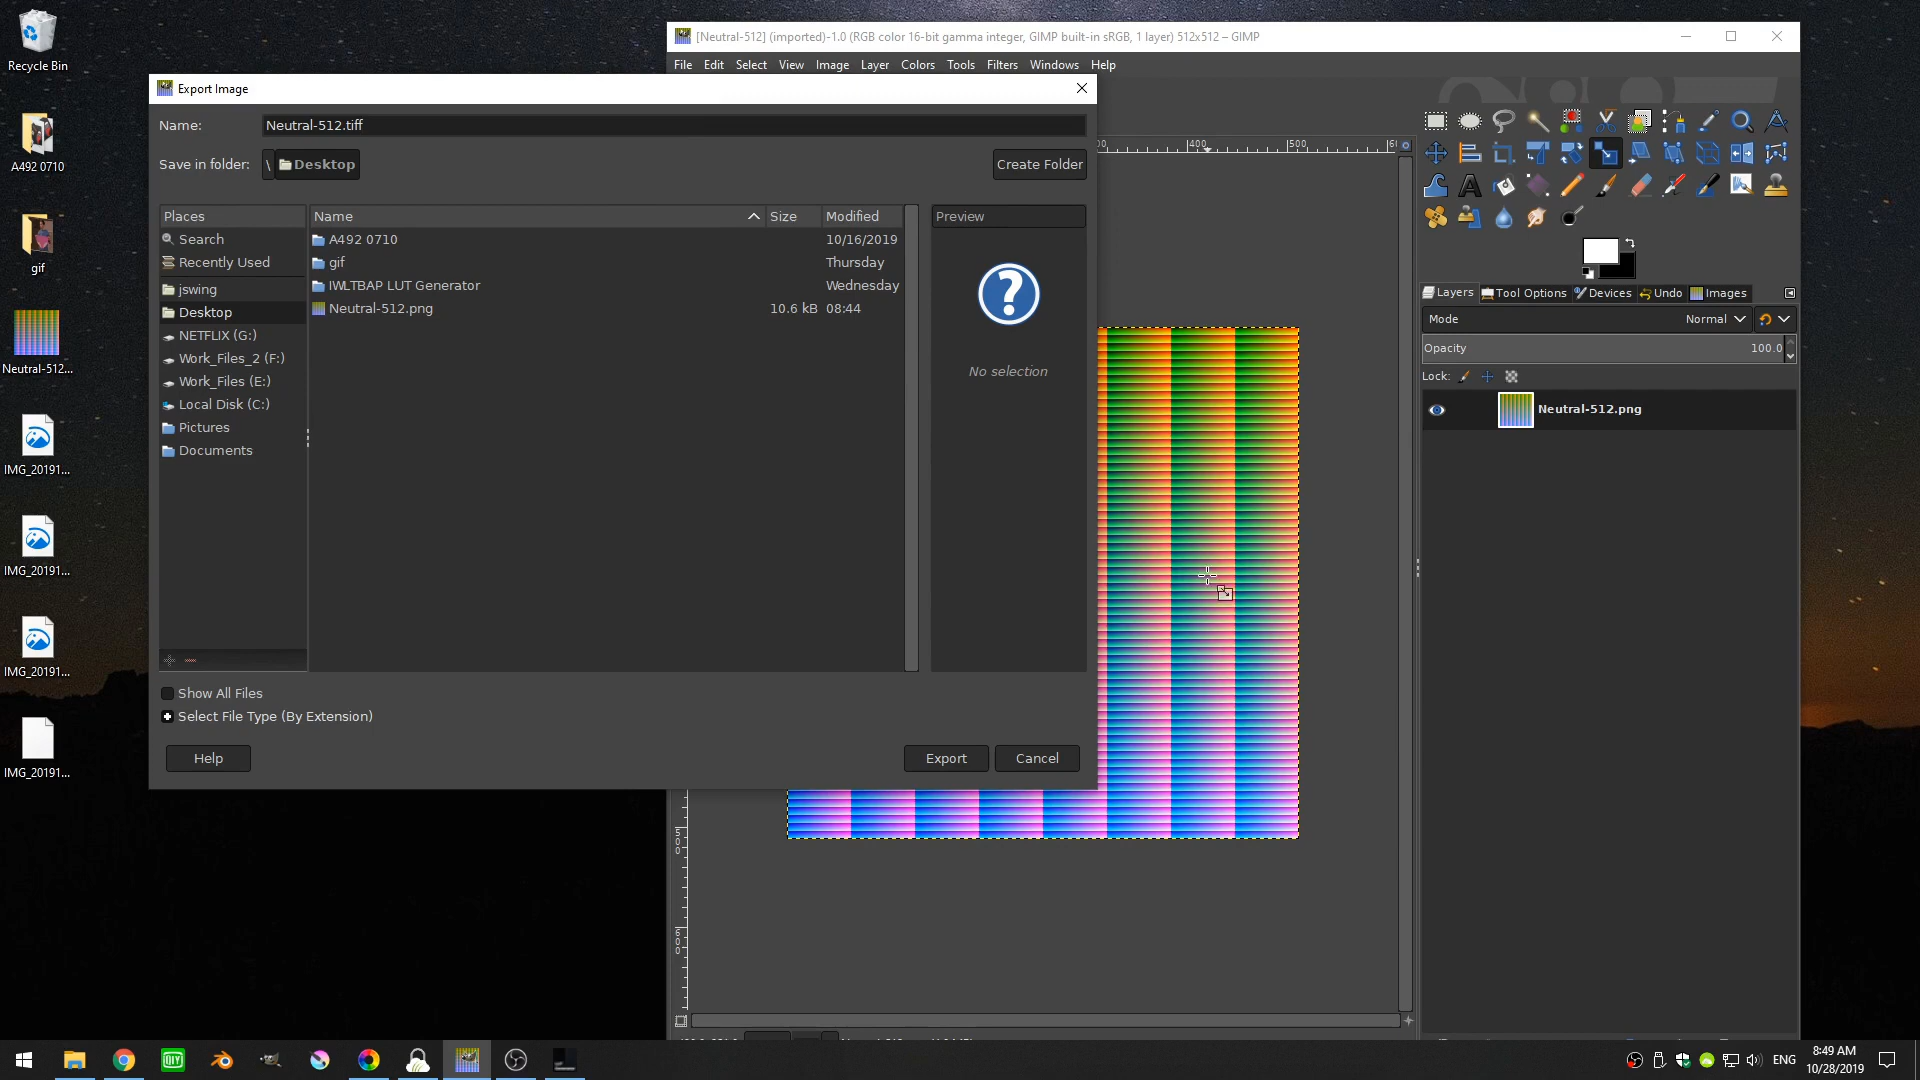 Recycle Bin
A492 0710
gif
Neutral-512...
IMG_20191...
IMG_20191...
IMG_20191...
IMG_20191...
[Neutral-512] (imported)-1.0 (RGB color 16-bit gamma integer, GIMP built-in sRGB, 1 layer) 512x512 – GIMP
File Edit Select View Image Layer Colors Tools Filters Windows Help
Export Image
Name: Neutral-512.tiff
Save in folder: \ Desktop Create Folder
Places
Search
Recently Used
jswing
Desktop
NETFLIX (G:)
Work_Files_2 (F:)
Work_Files (E:)
Local Disk (C:)
Pictures
Documents
Name Size Modified
A492 0710 10/16/2019
gif Thursday
IWLTBAP LUT Generator Wednesday
Neutral-512.png 10.6 kB 08:44
Preview
No selection
Show All Files
Select File Type (By Extension)
Help Export Cancel
400 500
500
600
Layers Tool Options Devices Undo Images
Mode Normal
Opacity 100.0
Lock:
Neutral-512.png
DIY
ENG
8:49 AM
10/28/2019